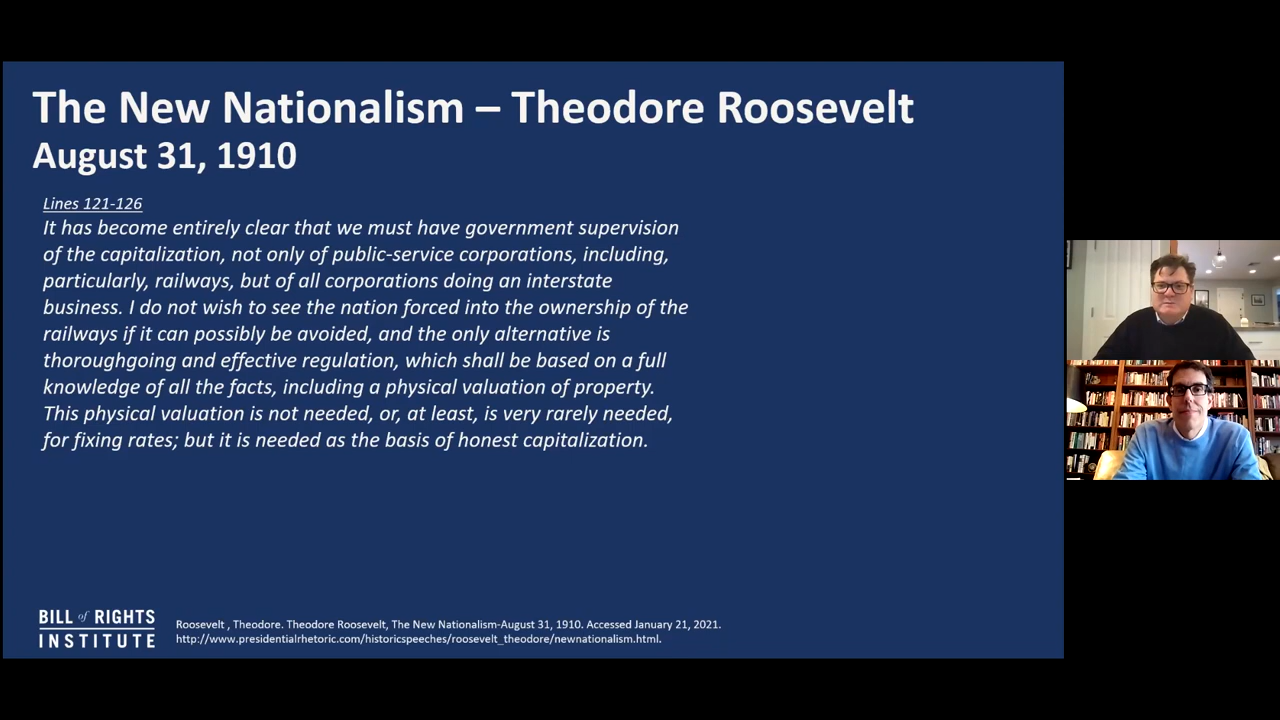 The New Nationalism – Theodore Roosevelt
August 31, 1910
Lines 121-126
It has become entirely clear that we must have government supervision
of the capitalization, not only of public-service corporations, including,
particularly, railways, but of all corporations doing an interstate
business. I do not wish to see the nation forced into the ownership of the
railways if it can possibly be avoided, and the only alternative is
thoroughgoing and effective regulation, which shall be based on a full
knowledge of all the facts, including a physical valuation of property.
This physical valuation is not needed, or, at least, is very rarely needed,
for fixing rates; but it is needed as the basis of honest capitalization.
BILL of RIGHTS
INSTITUTE
Roosevelt , Theodore. Theodore Roosevelt, The New Nationalism-August 31, 1910. Accessed January 21, 2021.
http://www.presidentialrhetoric.com/historicspeeches/roosevelt_theodore/newnationalism.html.